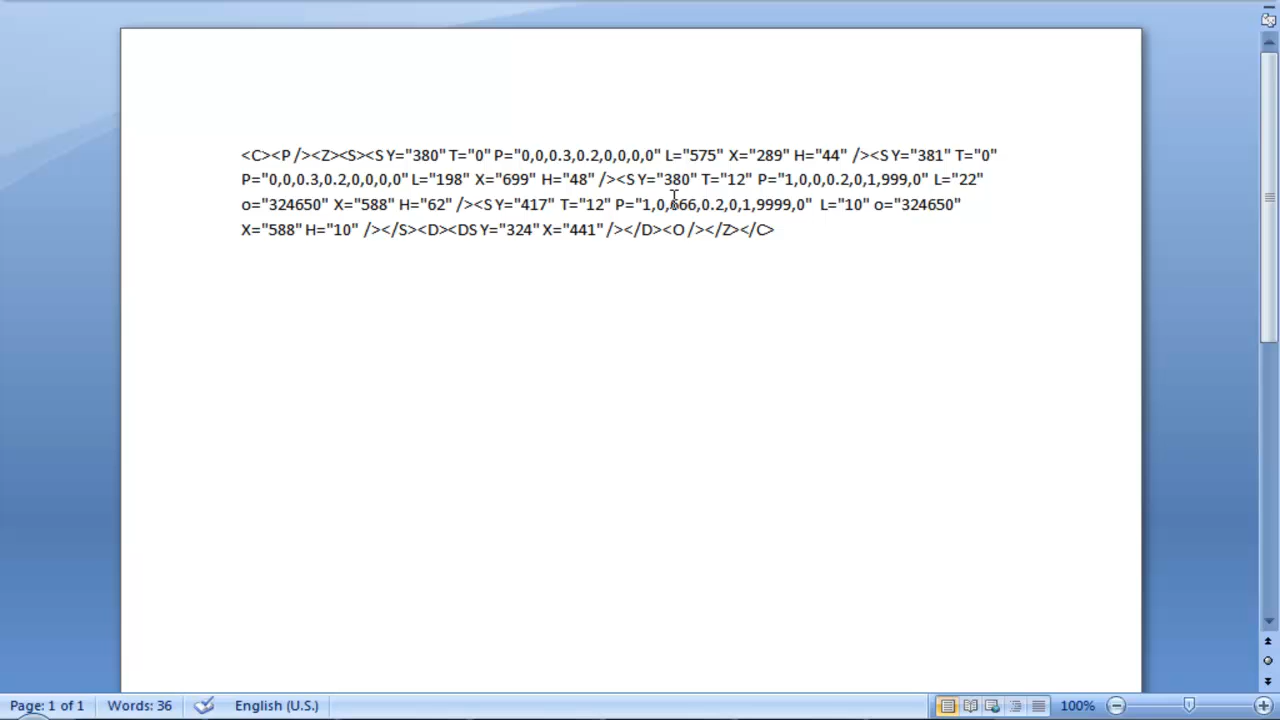 <C><P /><Z><S><S Y="380" T="0" P="0,0,0.3,0.2,0,0,0,0" L="575" X="289" H="44" /><S Y="381" T="0"
P="0,0,0.3,0.2,0,0,0,0" L="198" X="699" H="48" /><S Y="380" T="12" P="1,0,0,0.2,0,1,999,0" L="22"
o="324650" X="588" H="62" /><S Y="417" T="12" P="1,0,666,0.2,0,1,9999,0" L="10" o="324650"
X="588" H="10" /></S><D><DS Y="324" X="441" /></D><O /></Z></C>
Page: 1 of 1 Words: 36 English (U.S.) 100%